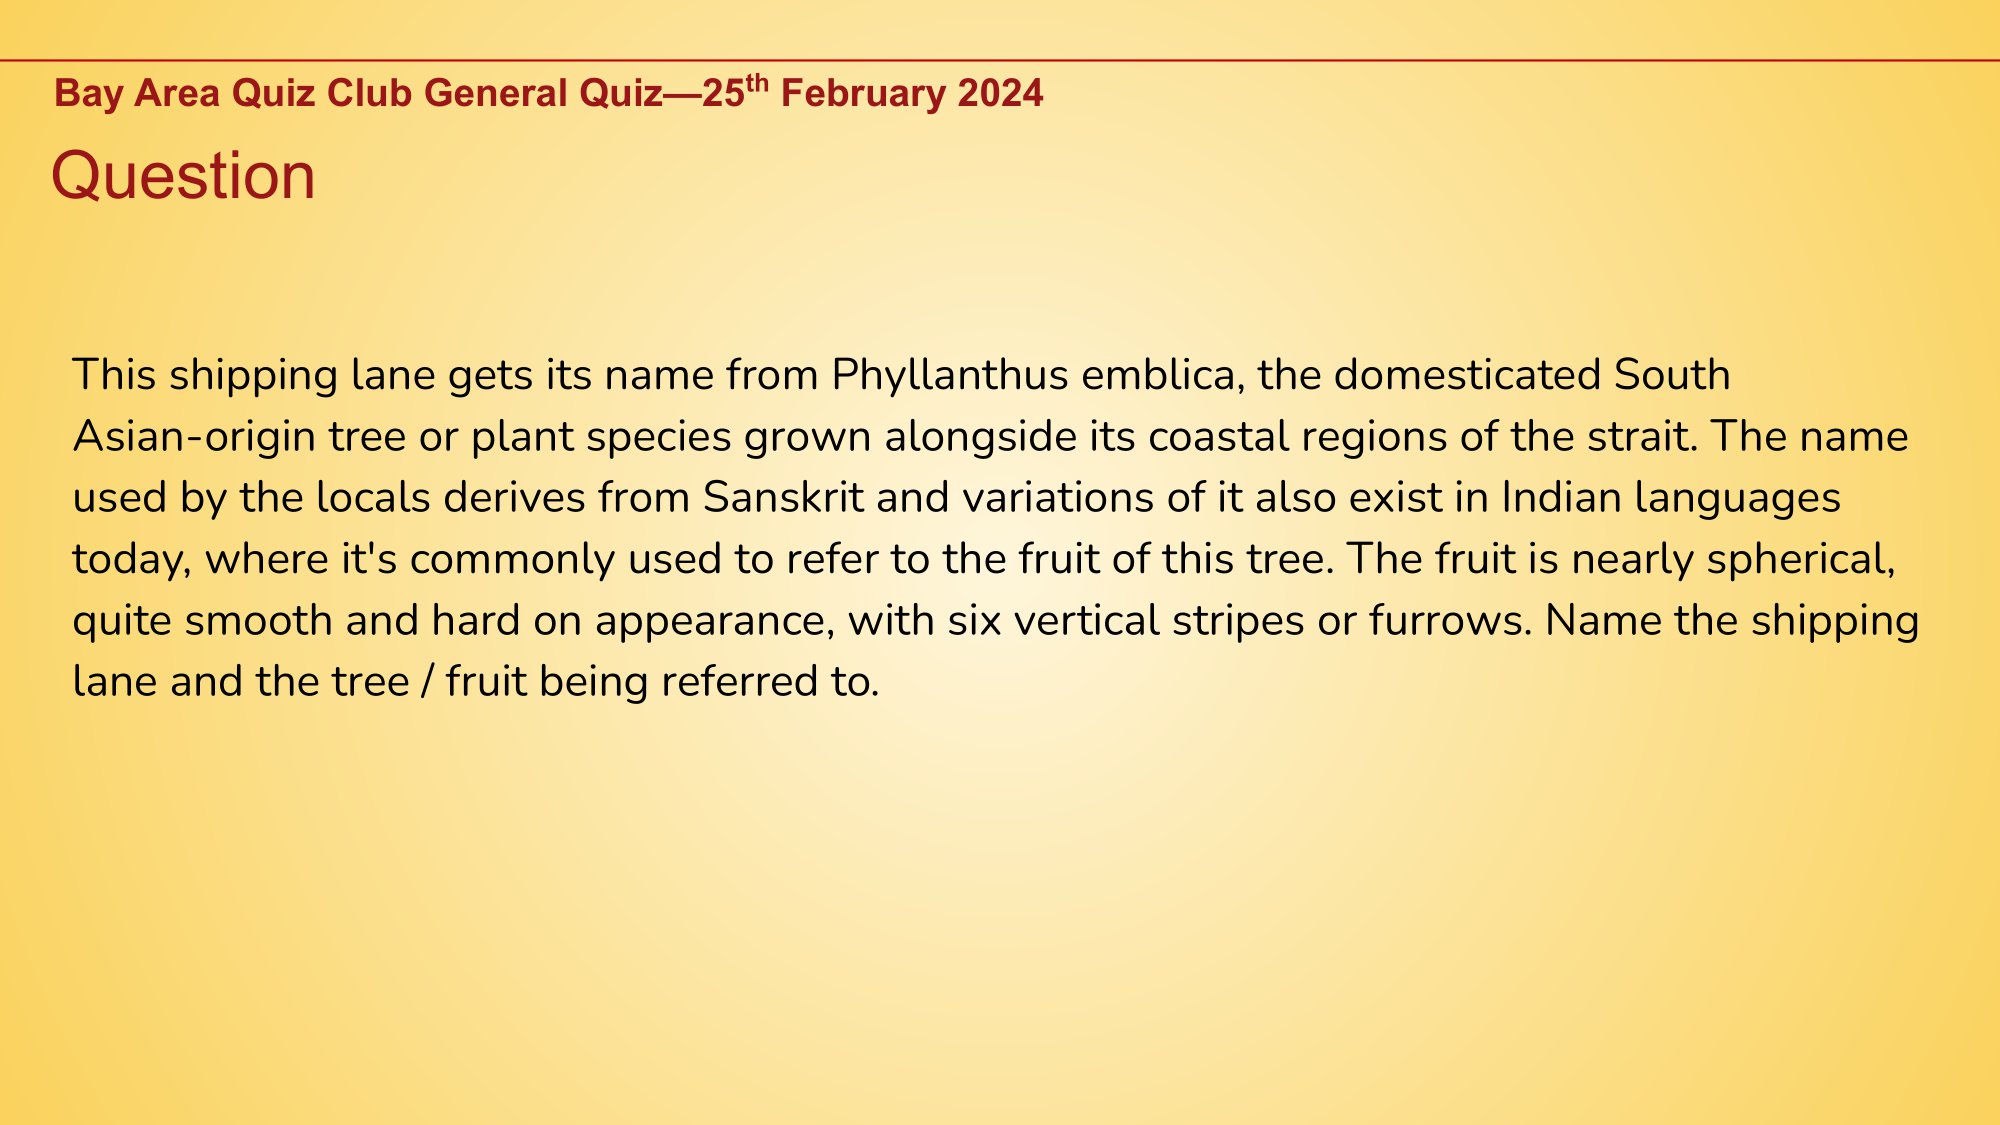 Bay Area Quiz Club General Quiz—25th February 2024
Question
This shipping lane gets its name from Phyllanthus emblica, the domesticated South
Asian-origin tree or plant species grown alongside its coastal regions of the strait. The name
used by the locals derives from Sanskrit and variations of it also exist in Indian languages
today, where it's commonly used to refer to the fruit of this tree. The fruit is nearly spherical,
quite smooth and hard on appearance, with six vertical stripes or furrows. Name the shipping
lane and the tree / fruit being referred to.